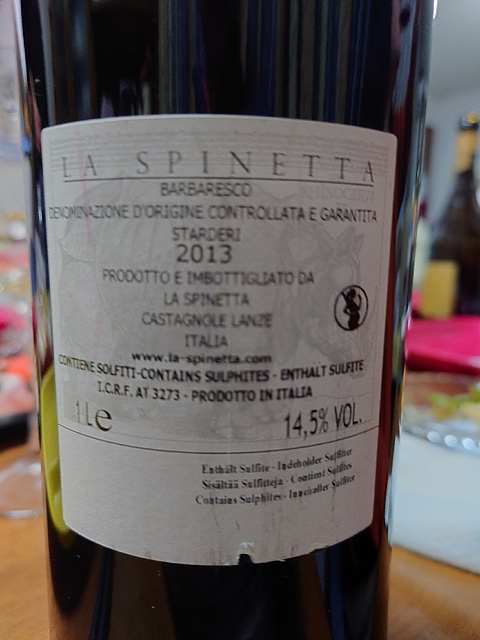 LA SPINETTA
BARBARESCO
DENOMINAZIONE D'ORIGINE CONTROLLATA E GARANTITA
STARDERI
2013
PRODOTTO E IMBOTTIGLIATO DA
LA SPINETTA
CASTAGNOLE LANZE
ITALIA
www.la-spinetta.com
CONTIENE SOLFITI-CONTAINS SULPHITES - ENTHALT SULFITE
I.C.R.F. AT 3273 - PRODOTTO IN ITALIA
1Le 14,5% VOL.
Enthält Sulfite - Indeholder Sulfitter
Sisältää Sulfitteja - Contient Sulfites
Contains Sulphites - Innehaller Sulfiter